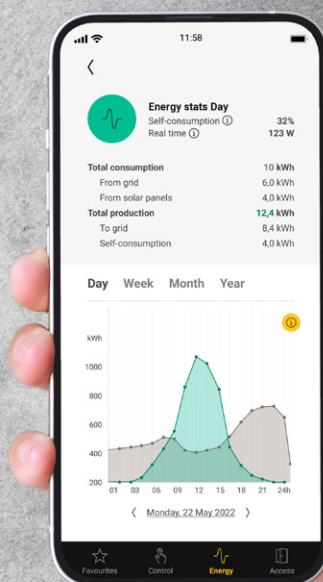 11:58
Energy stats Day
Self-consumption 32%
Real time 123 W
Total consumption 10 kWh
From grid 6,0 kWh
From solar panels 4,0 kWh
Total production 12,4 kWh
To grid 8,4 kWh
Self-consumption 4,0 kWh
Day Week Month Year
kWh
1000
800
600
400
200
01 03 06 09 12 15 18 21 24h
Monday, 22 May 2022
Favourites Control Energy Access